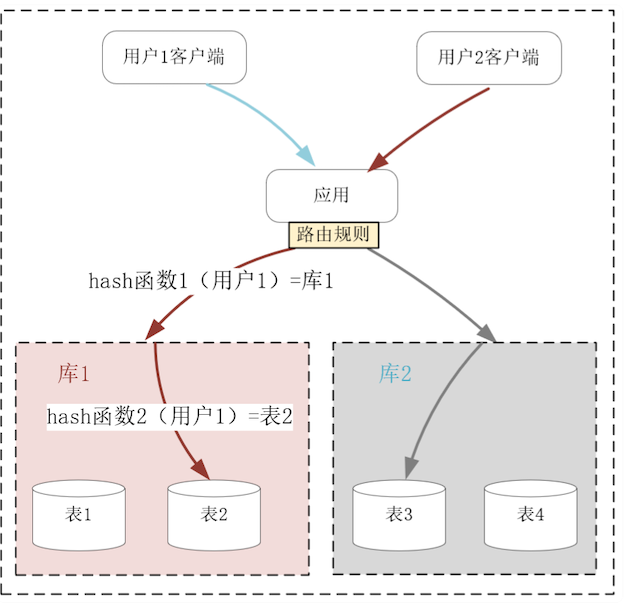 用户1客户端
用户2客户端
应用
路由规则
hash函数1（用户1）=库1
库1
库2
hash函数2（用户1）=表2
表1
表2
表3
表4